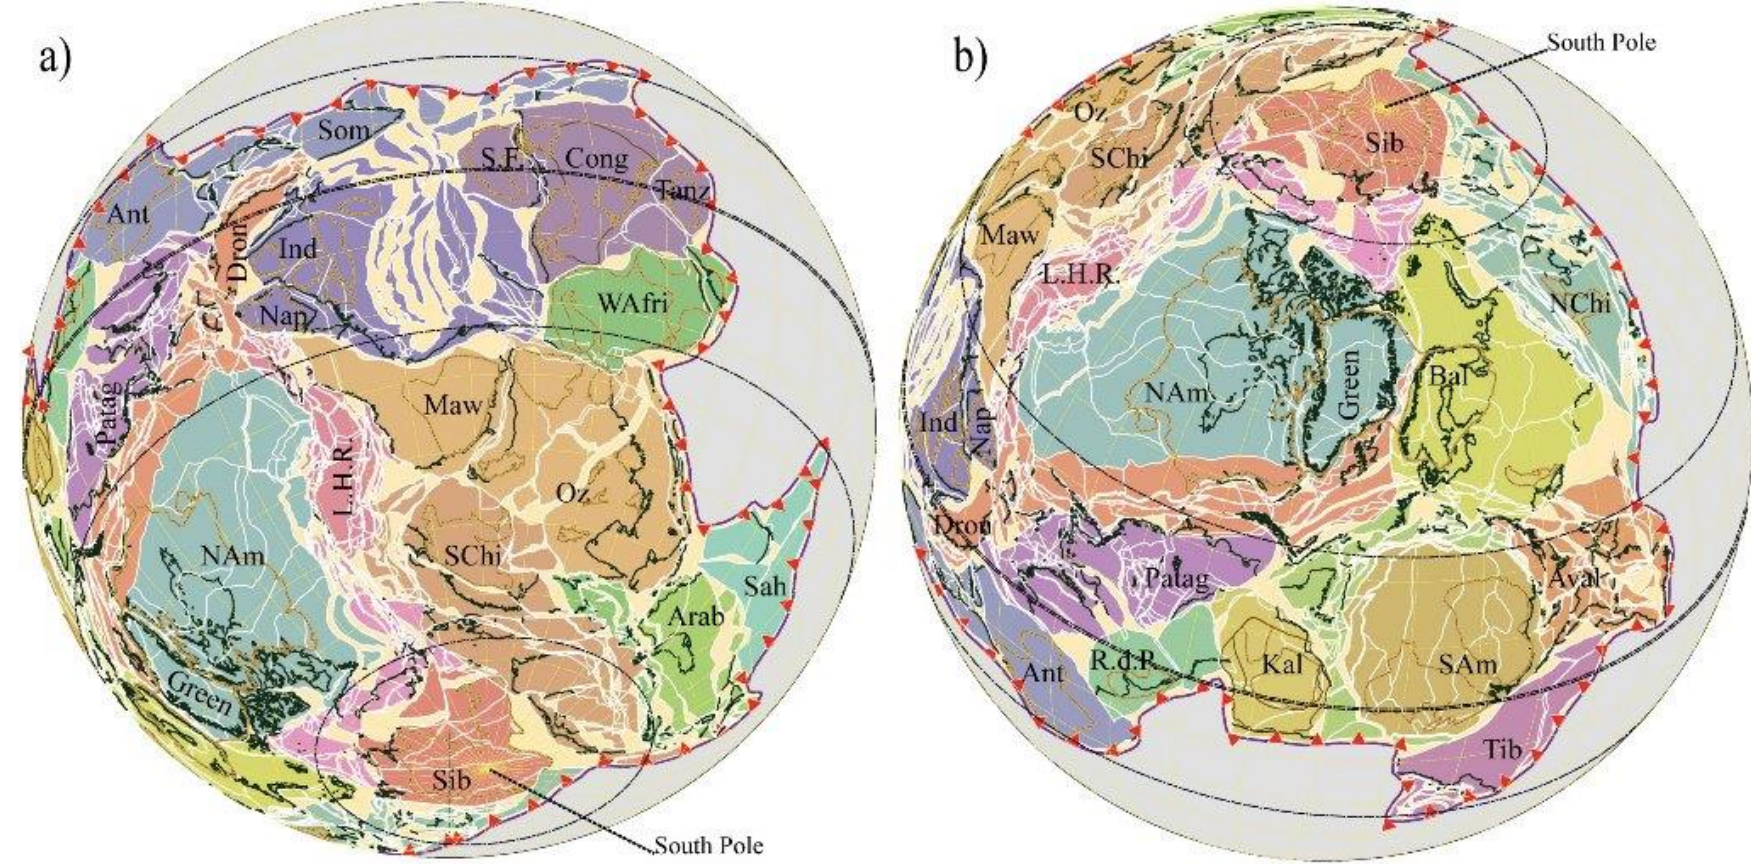 a)
Som
S.F.
Cong
Tanz
Ant
Dron
Ind
Nap
WAfri
Patag
Maw
L.H.R.
Oz
NAm
SChi
Sah
Arab
Green
Sib
South Pole
b)
South Pole
Oz
SChi
Sib
Maw
L.H.R.
NChi
NAm
Green
Bal
Ind
Nap
Dron
Patag
Aval
Ant
R.d.P.
Kal
SAm
Tib